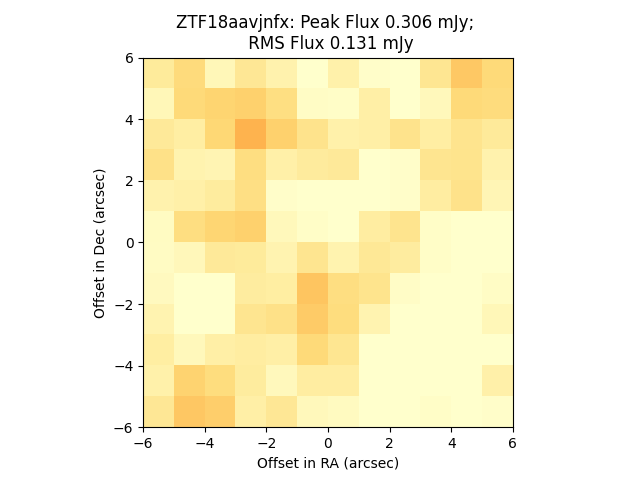 ZTF18aavjnfx: Peak Flux 0.306 mJy;
RMS Flux 0.131 mJy
6
4
2
0
−2
−4
−6
Offset in Dec (arcsec)
−6 −4 −2 0 2 4 6
Offset in RA (arcsec)